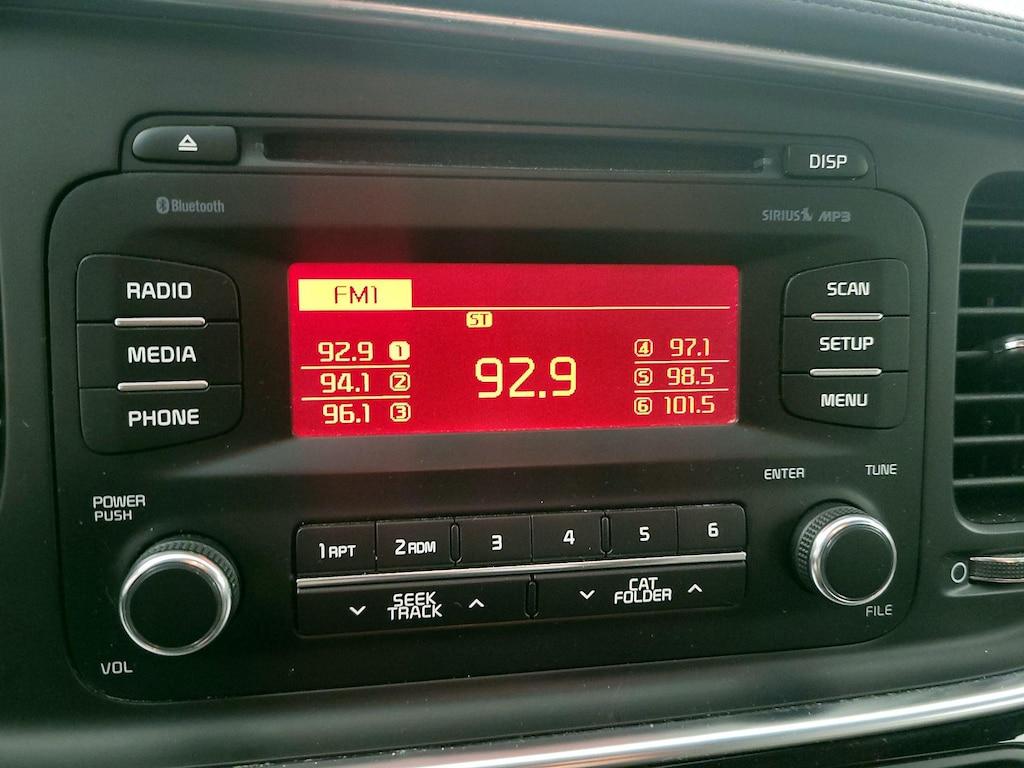 DISP
Bluetooth
SIRIUS MP3
RADIO
MEDIA
PHONE
FM1
ST
92.9 1
94.1 2
96.1 3
92.9
4 97.1
5 98.5
6 101.5
SCAN
SETUP
MENU
POWER
PUSH
VOL
1 RPT
2 RDM
3
4
5
6
SEEK
TRACK
CAT
FOLDER
ENTER
TUNE
FILE